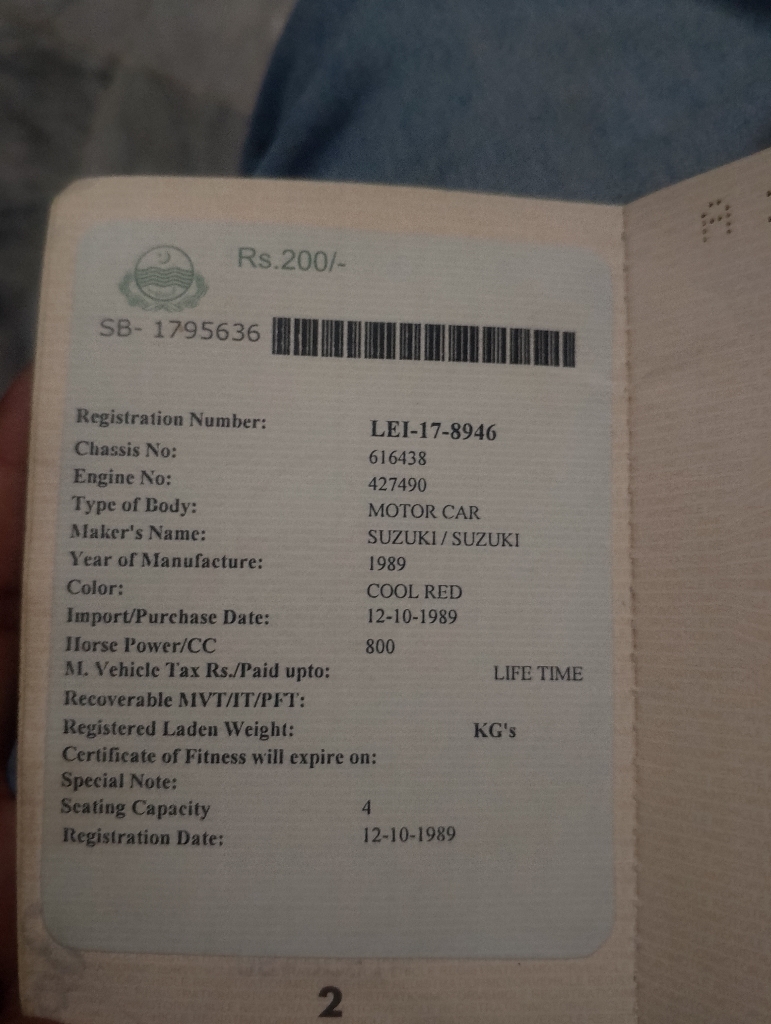 Rs.200/-
SB- 1795636
Registration Number: LEI-17-8946
Chassis No: 616438
Engine No: 427490
Type of Body: MOTOR CAR
Maker's Name: SUZUKI / SUZUKI
Year of Manufacture: 1989
Color: COOL RED
Import/Purchase Date: 12-10-1989
Horse Power/CC 800
M. Vehicle Tax Rs./Paid upto: LIFE TIME
Recoverable MVT/IT/PFT:
Registered Laden Weight: KG's
Certificate of Fitness will expire on:
Special Note:
Seating Capacity 4
Registration Date: 12-10-1989
2
A